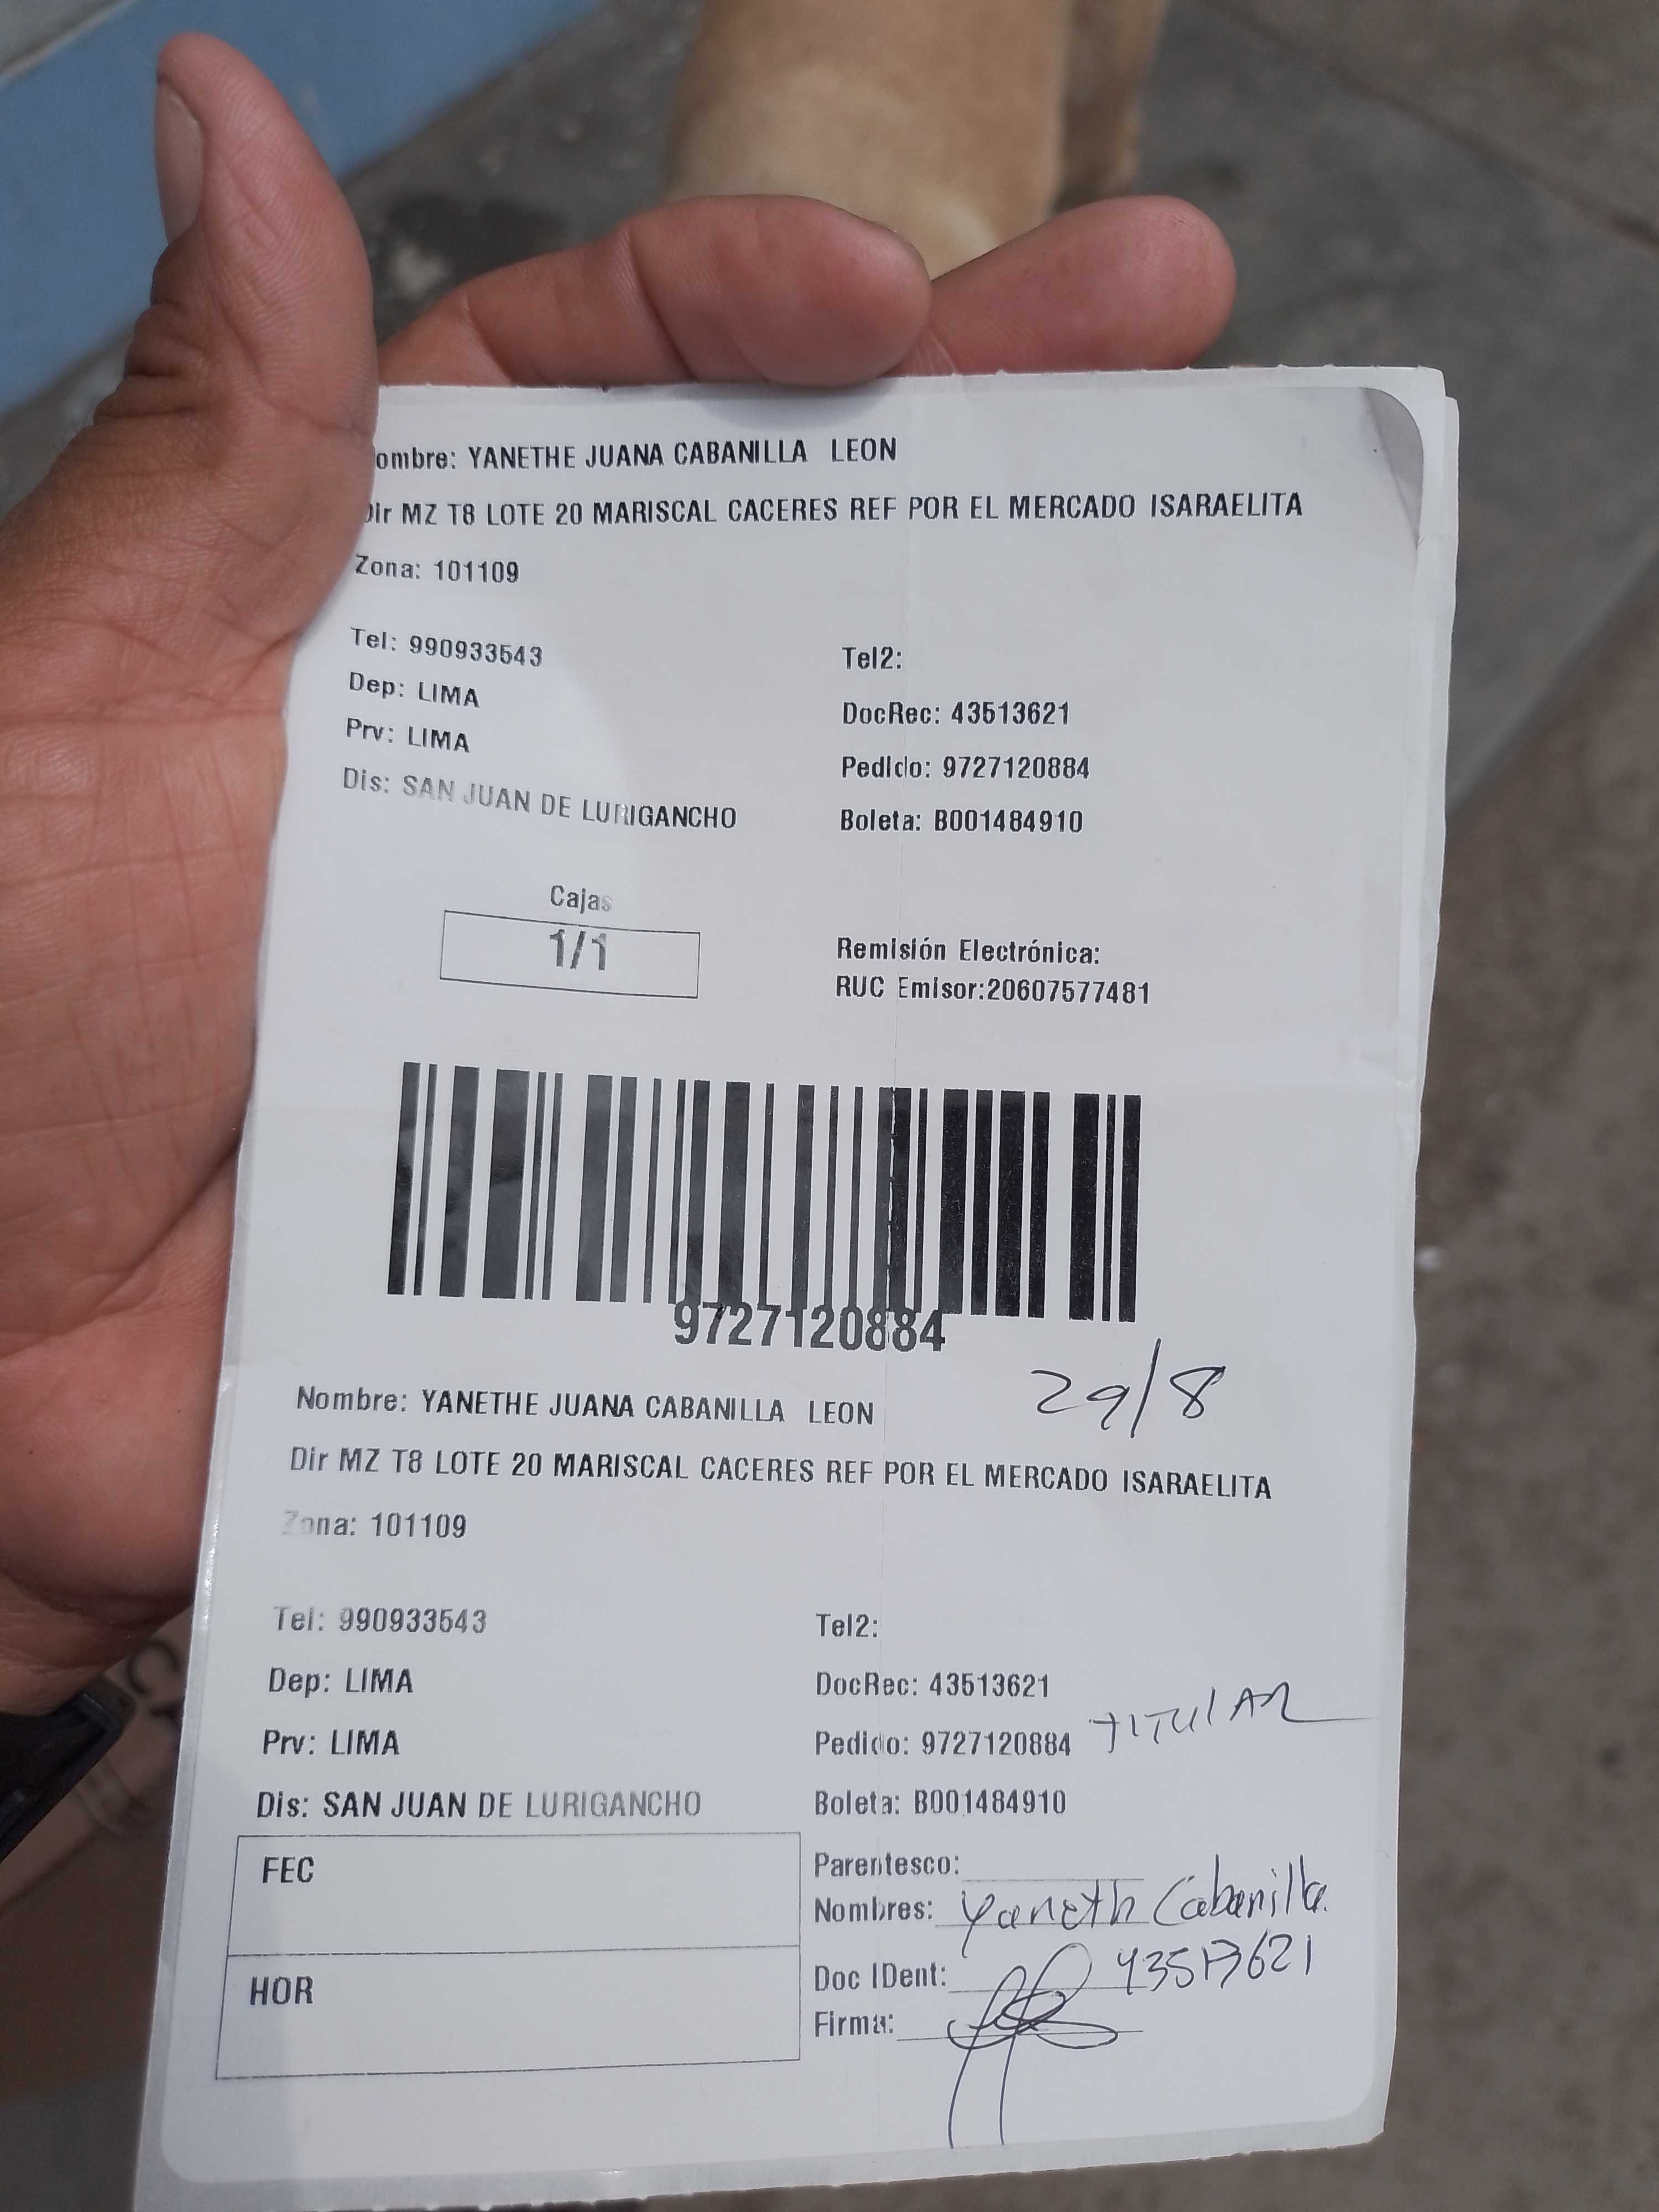 ombre: YANETHE JUANA CABANILLA LEON
Dir MZ T8 LOTE 20 MARISCAL CACERES REF POR EL MERCADO ISARAELITA
Zona: 101109
Tel: 990933543 Tel2:
Dep: LIMA DocRec: 43513621
Prv: LIMA Pedido: 9727120884
Dis: SAN JUAN DE LURIGANCHO Boleta: B001484910
Cajas
1/1
Remisión Electrónica:
RUC Emisor:20607577481
9727120884
29/8
Nombre: YANETHE JUANA CABANILLA LEON
Dir MZ T8 LOTE 20 MARISCAL CACERES REF POR EL MERCADO ISARAELITA
Zona: 101109
Tel: 990933543 Tel2:
Dep: LIMA DocRec: 43513621
Prv: LIMA Pedido: 9727120884 TITULAR
Dis: SAN JUAN DE LURIGANCHO Boleta: B001484910
FEC
HOR
Parentesco:
Nombres: Yaneth Cabanilla
Doc IDent: 43513621
Firma: